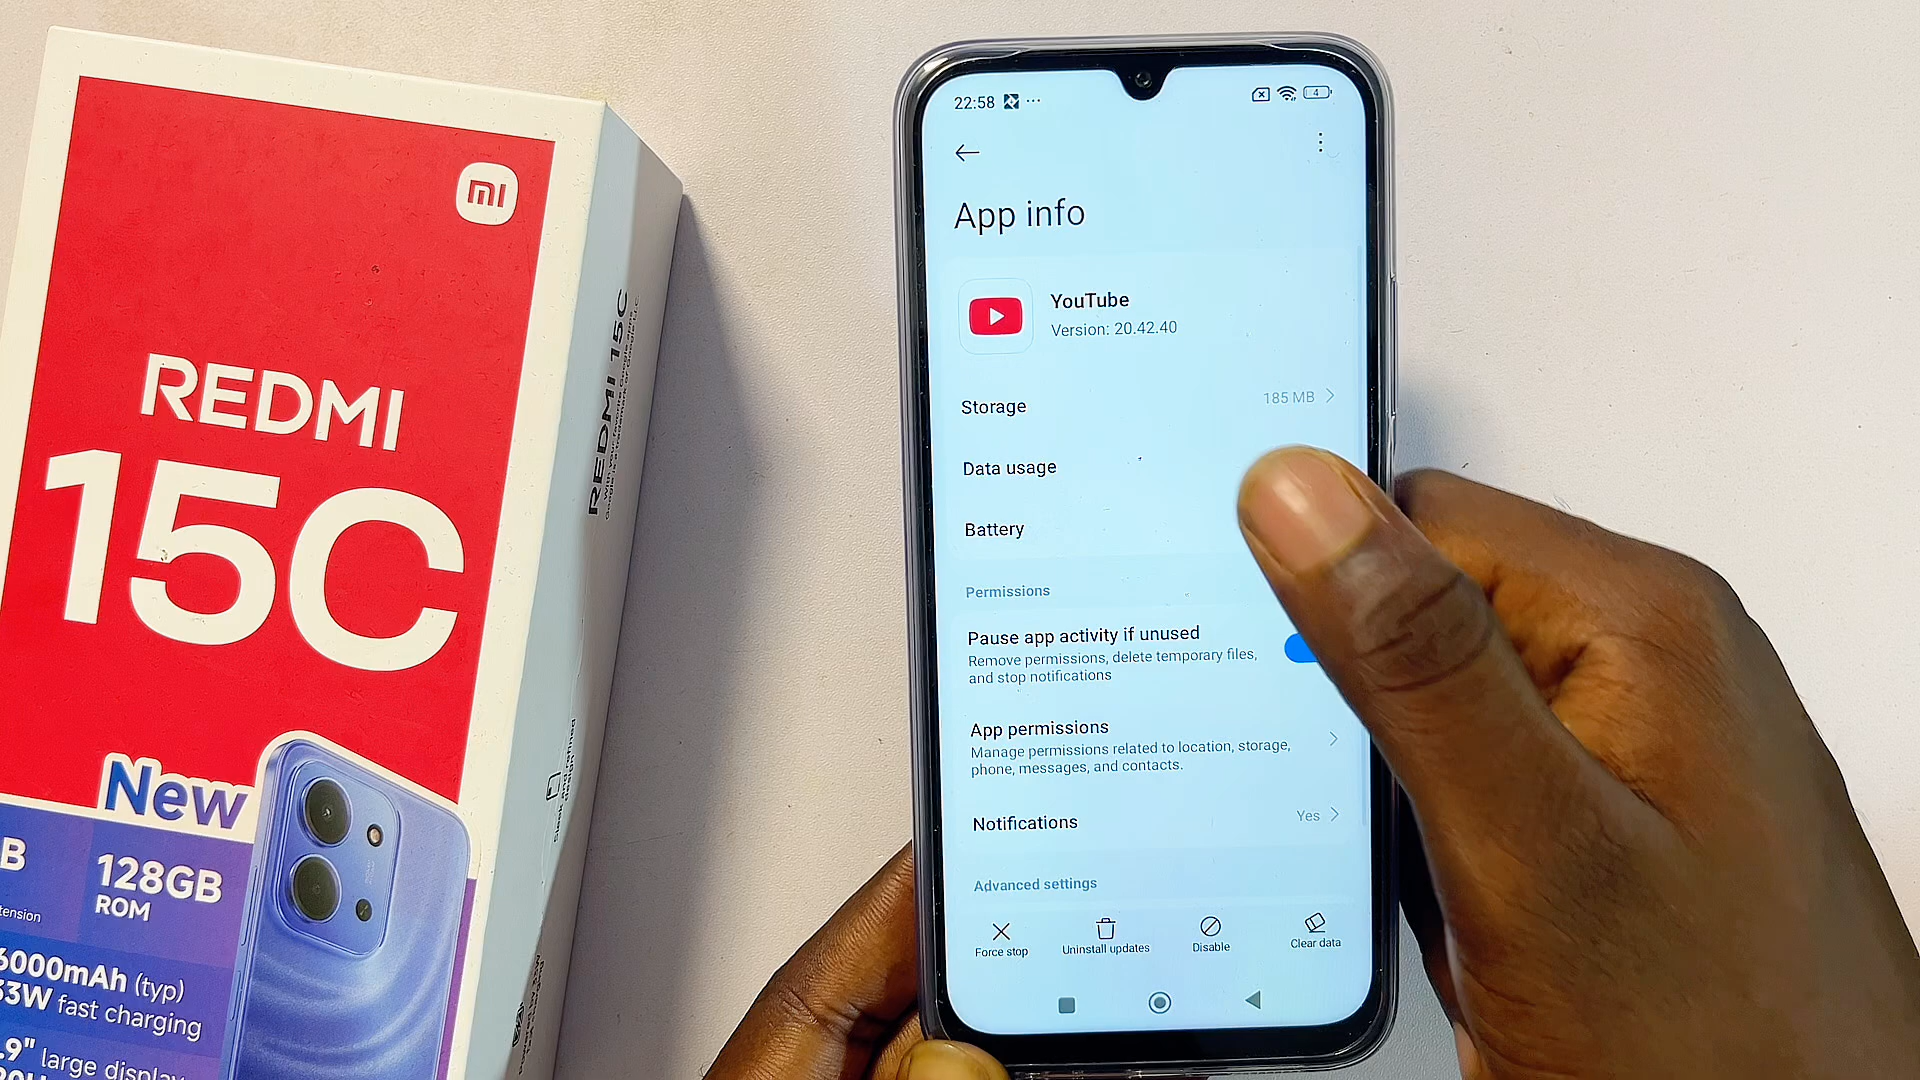 mi
REDMI
15C
New
128GB
ROM
6000mAh (typ)
33W fast charging
.9" large display
REDMI 15C
22:58
4
App info
YouTube
Version: 20.42.40
Storage
185 MB
Data usage
Battery
Permissions
Pause app activity if unused
Remove permissions, delete temporary files,
and stop notifications
App permissions
Manage permissions related to location, storage,
phone, messages, and contacts.
Notifications
Yes
Advanced settings
Force stop
Uninstall updates
Disable
Clear data